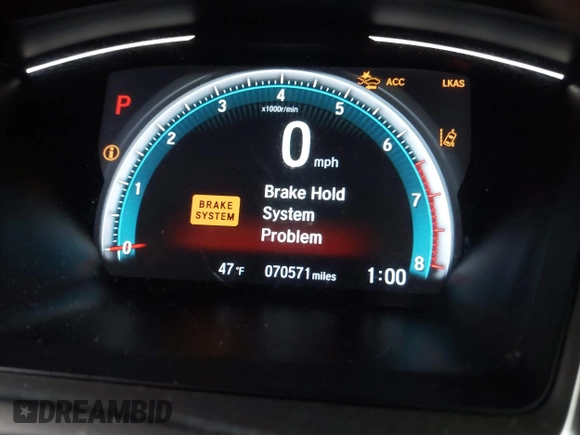 ACC LKAS
P
4
3 5
x1000r/min
2 6
0 mph
i
1 7
BRAKE
SYSTEM
Brake Hold
System
Problem
0 8
47 °F 070571 miles 1:00
DREAMBID